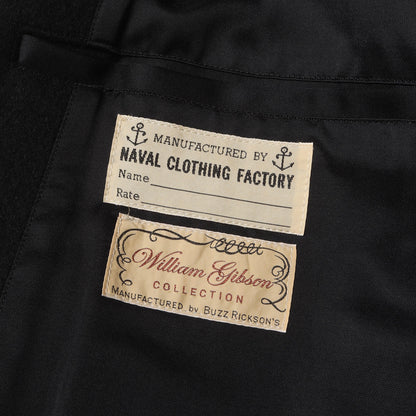 MANUFACTURED BY
NAVAL CLOTHING FACTORY
Name
Rate
William Gibson
COLLECTION
MANUFACTURED by BUZZ RICKSON'S